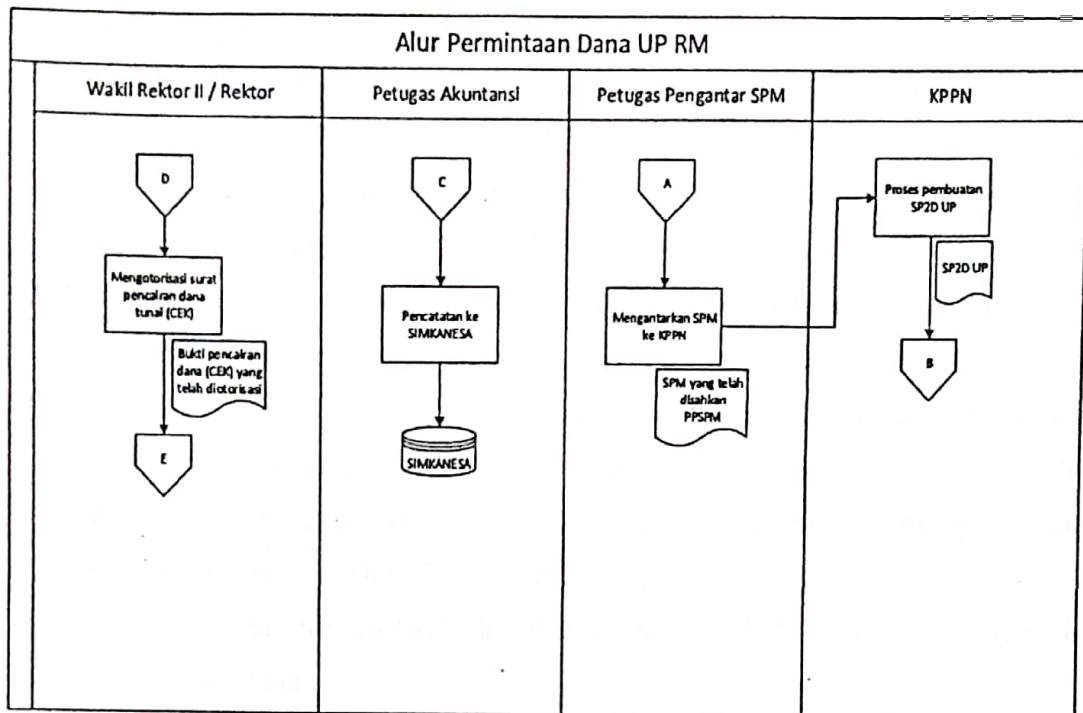 Alur Permintaan Dana UP RM
Wakil Rektor II / Rektor
Petugas Akuntansi
Petugas Pengantar SPM
KPPN
D
Mengotorisasi surat
pencairan dana
tunai (CEK)
Bukti pencairan
dana (CEK) yang
telah diotorisasi
E
C
Pencatatan ke
SIMKANESA
SIMKANESA
A
Mengantarkan SPM
ke KPPN
SPM yang telah
disahkan
PPSPM
Proses pembuatan
SP2D UP
SP2D UP
B